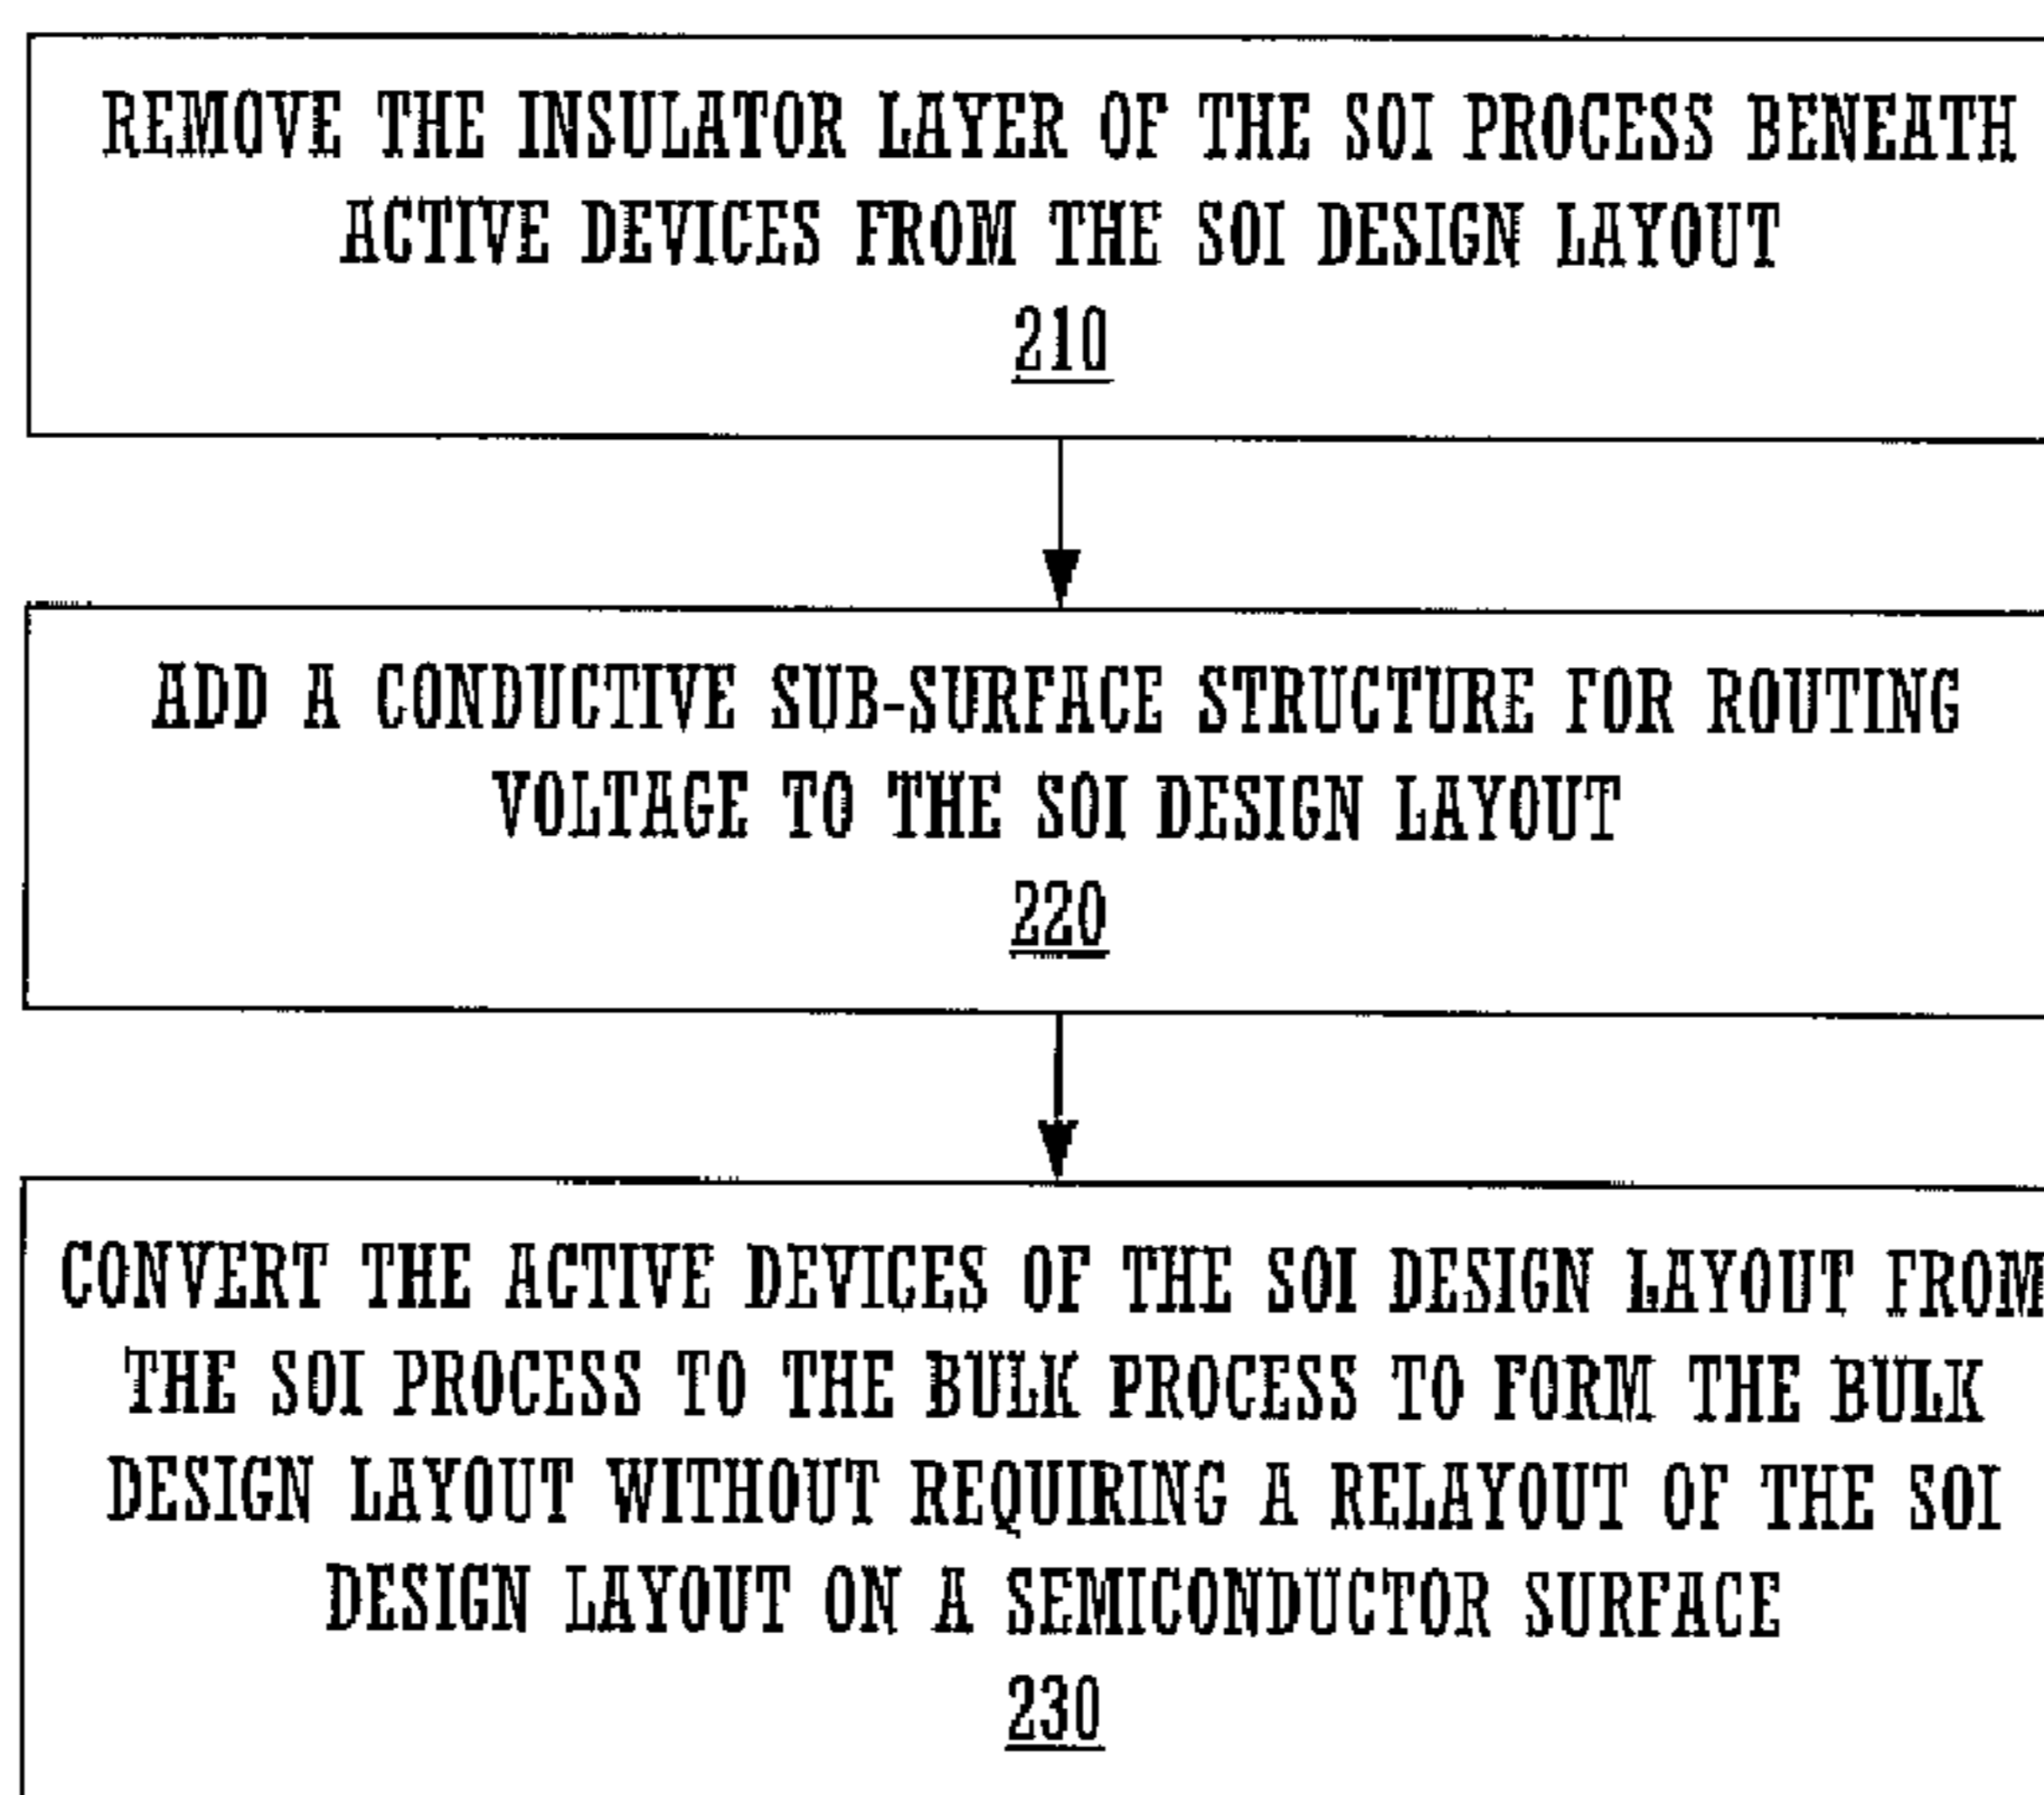 REMOVE THE INSULATOR LAYER OF THE SOI PROCESS BENEATH
ACTIVE DEVICES FROM THE SOI DESIGN LAYOUT
210
ADD A CONDUCTIVE SUB-SURFACE STRUCTURE FOR ROUTING
VOLTAGE TO THE SOI DESIGN LAYOUT
220
CONVERT THE ACTIVE DEVICES OF THE SOI DESIGN LAYOUT FROM
THE SOI PROCESS TO THE BULK PROCESS TO FORM THE BULK
DESIGN LAYOUT WITHOUT REQUIRING A RELAYOUT OF THE SOI
DESIGN LAYOUT ON A SEMICONDUCTOR SURFACE
230